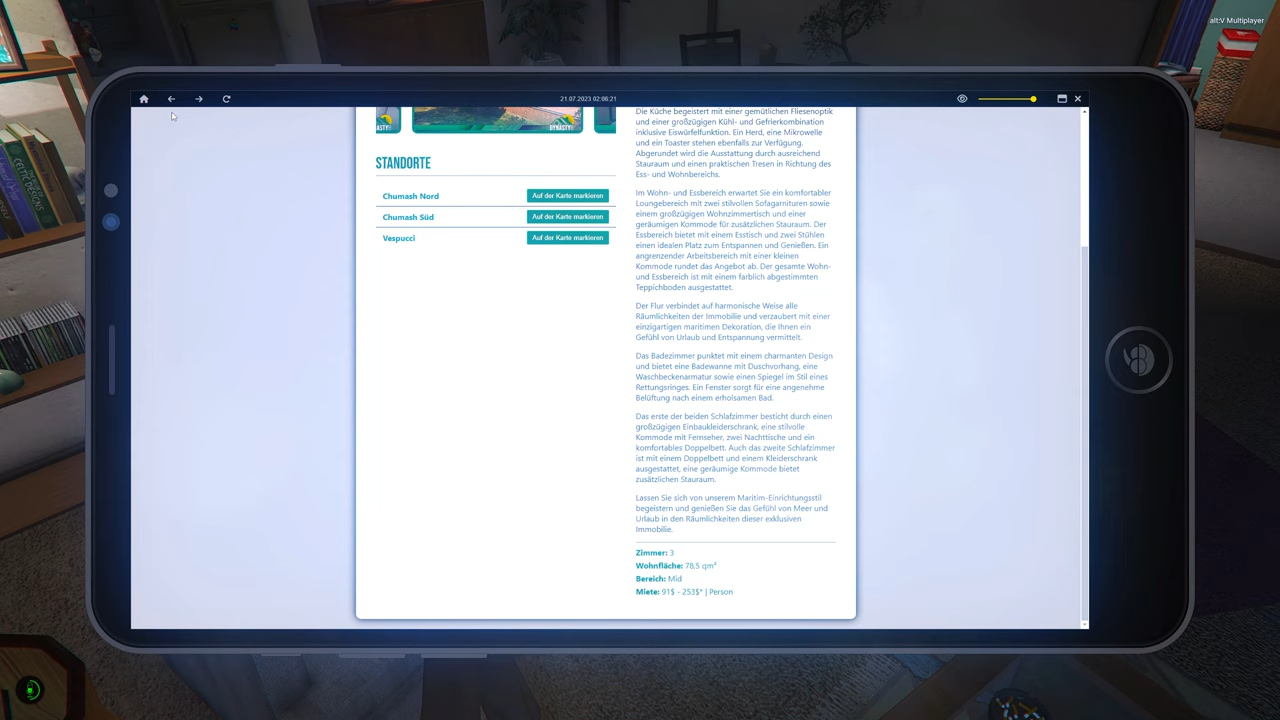 alt:V Multiplayer
21.07.2023 02:06:21
DYNASTY8
STANDORTE
Chumash Nord
Auf der Karte markieren
Chumash Süd
Auf der Karte markieren
Vespucci
Auf der Karte markieren
Die Küche begeistert mit einer gemütlichen Fliesenoptik
und einer großzügigen Kühl- und Gefrierkombination
inklusive Eiswürfelfunktion. Ein Herd, eine Mikrowelle
und ein Toaster stehen ebenfalls zur Verfügung.
Abgerundet wird die Ausstattung durch ausreichend
Stauraum und einen praktischen Tresen in Richtung des
Ess- und Wohnbereichs.
Im Wohn- und Essbereich erwartet Sie ein komfortabler
Loungebereich mit zwei stilvollen Sofagarnituren sowie
einem großzügigen Wohnzimmertisch und einer
geräumigen Kommode für zusätzlichen Stauraum. Der
Essbereich bietet mit einem Esstisch und zwei Stühlen
einen idealen Platz zum Entspannen und Genießen. Ein
angrenzender Arbeitsbereich mit einer kleinen
Kommode rundet das Angebot ab. Der gesamte Wohn-
und Essbereich ist mit einem farblich abgestimmten
Teppichboden ausgestattet.
Der Flur verbindet auf harmonische Weise alle
Räumlichkeiten der Immobilie und verzaubert mit einer
einzigartigen maritimen Dekoration, die Ihnen ein
Gefühl von Urlaub und Entspannung vermittelt.
Das Badezimmer punktet mit einem charmanten Design
und bietet eine Badewanne mit Duschvorhang, eine
Waschbeckenarmatur sowie einen Spiegel im Stil eines
Rettungsringes. Ein Fenster sorgt für eine angenehme
Belüftung nach einem erholsamen Bad.
Das erste der beiden Schlafzimmer besticht durch einen
großzügigen Einbaukleiderschrank, eine stilvolle
Kommode mit Fernseher, zwei Nachttische und ein
komfortables Doppelbett. Auch das zweite Schlafzimmer
ist mit einem Doppelbett und einem Kleiderschrank
ausgestattet, eine geräumige Kommode bietet
zusätzlichen Stauraum.
Lassen Sie sich von unserem Maritim-Einrichtungsstil
begeistern und genießen Sie das Gefühl von Meer und
Urlaub in den Räumlichkeiten dieser exklusiven
Immobilie.
Zimmer: 3
Wohnfläche: 78,5 qm²
Bereich: Mid
Miete: 91$ - 253$* | Person
CELTIC DESIGNS